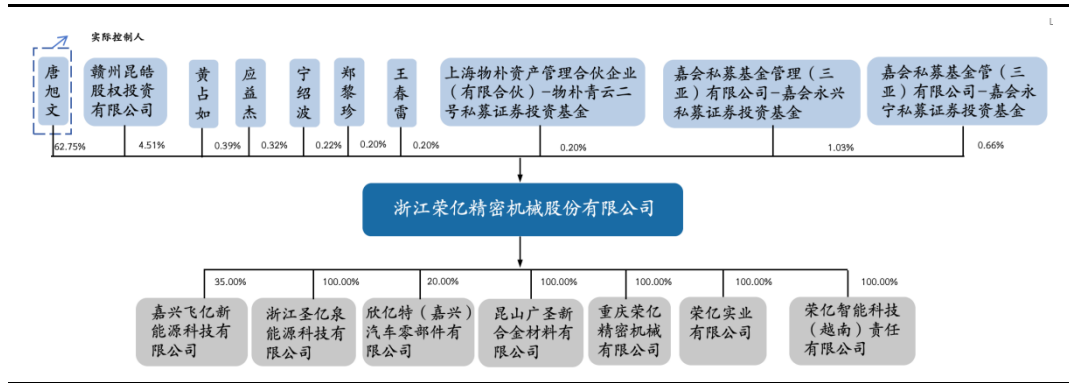 L
实际控制人
唐
旭
文
赣州昆皓
股权投资
有限公司
黄
占
如
应
益
杰
宁
绍
波
郑
黎
珍
王
春
雷
上海物朴资产管理合伙企业
（有限合伙）-物朴青云二
号私募证券投资基金
嘉会私募基金管理（三
亚）有限公司-嘉会永兴
私募证券投资基金
嘉会私募基金管（三
亚）有限公司-嘉会永
宁私募证券投资基金
62.75%
4.51%
0.39%
0.32%
0.22%
0.20%
0.20%
0.20%
1.03%
0.66%
浙江荣亿精密机械股份有限公司
35.00%
100.00%
20.00%
100.00%
100.00%
100.00%
100.00%
嘉兴飞亿新
能源科技有
限公司
浙江圣亿泉
能源科技有
限公司
欣亿特（嘉兴）
汽车零部件有
限公司
昆山广圣新
合金材料有
限公司
重庆荣亿
精密机械
有限公司
荣亿实业
有限公司
荣亿智能科技
（越南）责任
有限公司